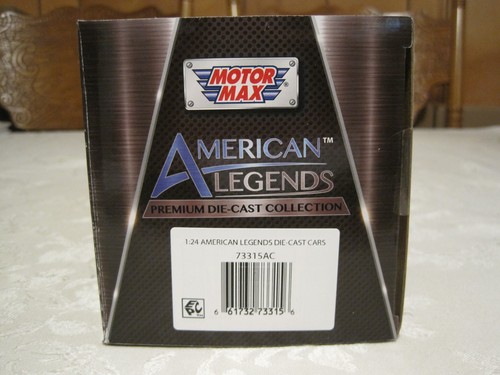 MOTOR
MAX
®
AMERICAN™
LEGENDS
PREMIUM DIE-CAST COLLECTION
1:24 AMERICAN LEGENDS DIE-CAST CARS
73315AC
6 61732 73315 6